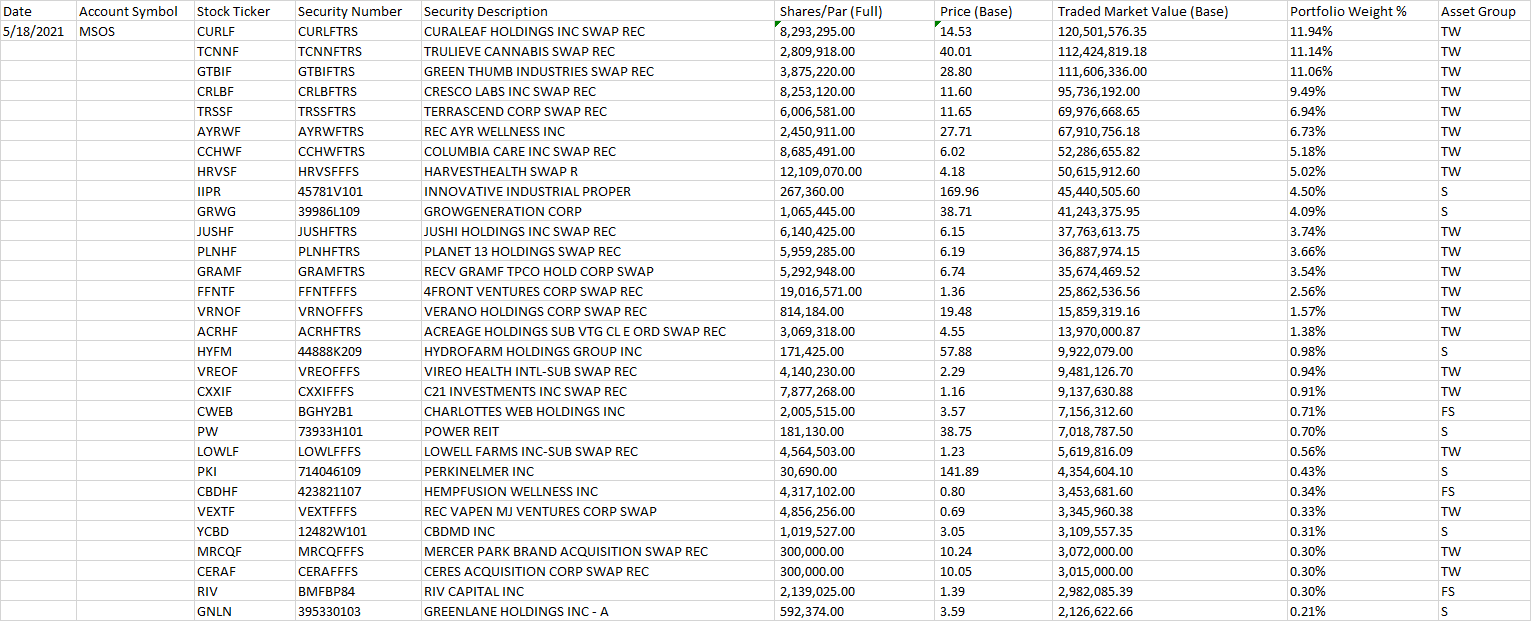 Date Account Symbol Stock Ticker Security Number Security Description Shares/Par (Full) Price (Base) Traded Market Value (Base) Portfolio Weight % Asset Group
5/18/2021 MSOS CURLF CURLFTRS CURALEAF HOLDINGS INC SWAP REC 8,293,295.00 14.53 120,501,576.35 11.94% TW
TCNNF TCNNFTRS TRULIEVE CANNABIS SWAP REC 2,809,918.00 40.01 112,424,819.18 11.14% TW
GTBIF GTBIFTRS GREEN THUMB INDUSTRIES SWAP REC 3,875,220.00 28.80 111,606,336.00 11.06% TW
CRLBF CRLBFTRS CRESCO LABS INC SWAP REC 8,253,120.00 11.60 95,736,192.00 9.49% TW
TRSSF TRSSFTRS TERRASCEND CORP SWAP REC 6,006,581.00 11.65 69,976,668.65 6.94% TW
AYRWF AYRWFTRS REC AYR WELLNESS INC 2,450,911.00 27.71 67,910,756.18 6.73% TW
CCHWF CCHWFTRS COLUMBIA CARE INC SWAP REC 8,685,491.00 6.02 52,286,655.82 5.18% TW
HRVSF HRVSFFFS HARVESTHEALTH SWAP R 12,109,070.00 4.18 50,615,912.60 5.02% TW
IIPR 45781V101 INNOVATIVE INDUSTRIAL PROPER 267,360.00 169.96 45,440,505.60 4.50% S
GRWG 39986L109 GROWGENERATION CORP 1,065,445.00 38.71 41,243,375.95 4.09% S
JUSHF JUSHFTRS JUSHI HOLDINGS INC SWAP REC 6,140,425.00 6.15 37,763,613.75 3.74% TW
PLNHF PLNHFTRS PLANET 13 HOLDINGS SWAP REC 5,959,285.00 6.19 36,887,974.15 3.66% TW
GRAMF GRAMFTRS RECV GRAMF TPCO HOLD CORP SWAP 5,292,948.00 6.74 35,674,469.52 3.54% TW
FFNTF FFNTFFFS 4FRONT VENTURES CORP SWAP REC 19,016,571.00 1.36 25,862,536.56 2.56% TW
VRNOF VRNOFFFS VERANO HOLDINGS CORP SWAP REC 814,184.00 19.48 15,859,319.16 1.57% TW
ACRHF ACRHFTRS ACREAGE HOLDINGS SUB VTG CL E ORD SWAP REC 3,069,318.00 4.55 13,970,000.87 1.38% TW
HYFM 44888K209 HYDROFARM HOLDINGS GROUP INC 171,425.00 57.88 9,922,079.00 0.98% S
VREOF VREOFFFS VIREO HEALTH INTL-SUB SWAP REC 4,140,230.00 2.29 9,481,126.70 0.94% TW
CXXIF CXXIFFFS C21 INVESTMENTS INC SWAP REC 7,877,268.00 1.16 9,137,630.88 0.91% TW
CWEB BGHY2B1 CHARLOTTES WEB HOLDINGS INC 2,005,515.00 3.57 7,156,312.60 0.71% FS
PW 73933H101 POWER REIT 181,130.00 38.75 7,018,787.50 0.70% S
LOWLF LOWLFFFS LOWELL FARMS INC-SUB SWAP REC 4,564,503.00 1.23 5,619,816.09 0.56% TW
PKI 714046109 PERKINELMER INC 30,690.00 141.89 4,354,604.10 0.43% S
CBDHF 423821107 HEMPFUSION WELLNESS INC 4,317,102.00 0.80 3,453,681.60 0.34% FS
VEXTF VEXTFFFS REC VAPEN MJ VENTURES CORP SWAP 4,856,256.00 0.69 3,345,960.38 0.33% TW
YCBD 12482W101 CBDMD INC 1,019,527.00 3.05 3,109,557.35 0.31% S
MRCQF MRCQFFFS MERCER PARK BRAND ACQUISITION SWAP REC 300,000.00 10.24 3,072,000.00 0.30% TW
CERAF CERAFFFS CERES ACQUISITION CORP SWAP REC 300,000.00 10.05 3,015,000.00 0.30% TW
RIV BMFBP84 RIV CAPITAL INC 2,139,025.00 1.39 2,982,085.39 0.30% FS
GNLN 395330103 GREENLANE HOLDINGS INC - A 592,374.00 3.59 2,126,622.66 0.21% S